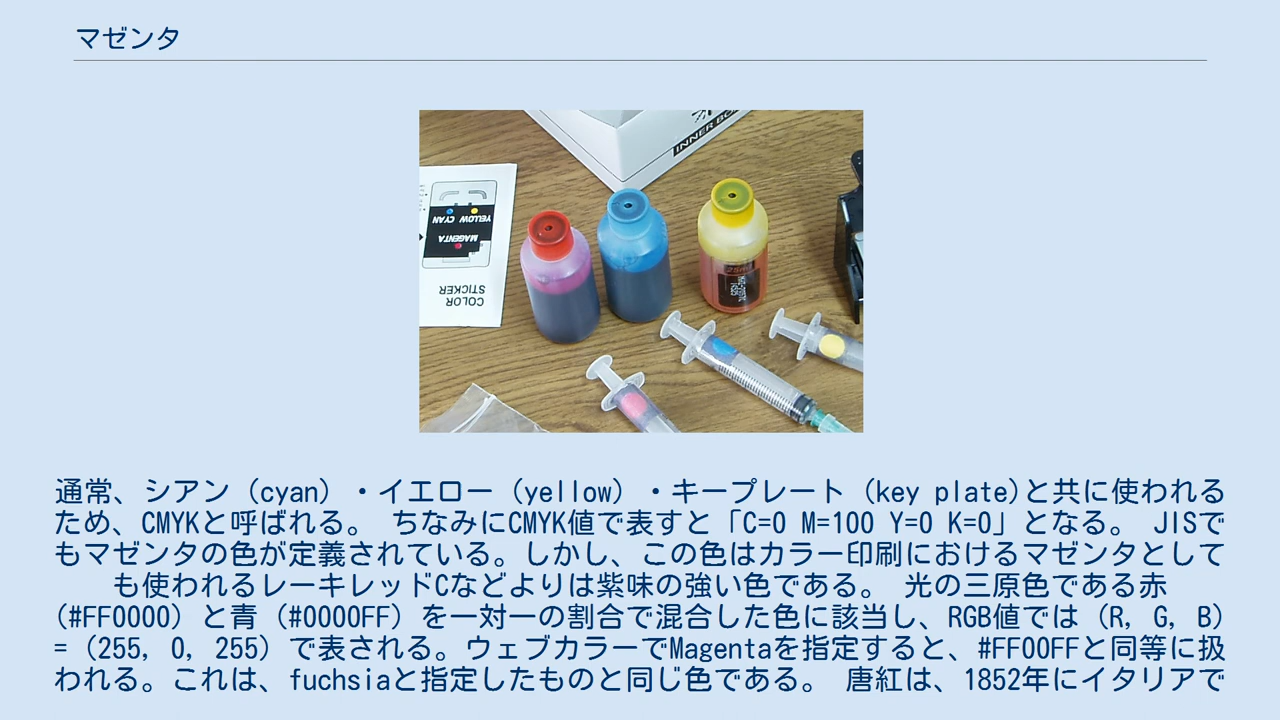 マゼンタ
INNER BO
YELLOW CYAN
MAGENTA
COLOR
STICKER
通常、シアン（cyan）・イエロー（yellow）・キープレート（key plate)と共に使われる
ため、CMYKと呼ばれる。 ちなみにCMYK値で表すと「C=0 M=100 Y=0 K=0」となる。 JISで
もマゼンタの色が定義されている。しかし、この色はカラー印刷におけるマゼンタとして
も使われるレーキレッドCなどよりは紫味の強い色である。 光の三原色である赤
（#FF0000）と青（#0000FF）を一対一の割合で混合した色に該当し、RGB値では（R, G, B）
=（255, 0, 255）で表される。ウェブカラーでMagentaを指定すると、#FF00FFと同等に扱
われる。これは、fuchsiaと指定したものと同じ色である。 唐紅は、1852年にイタリアで